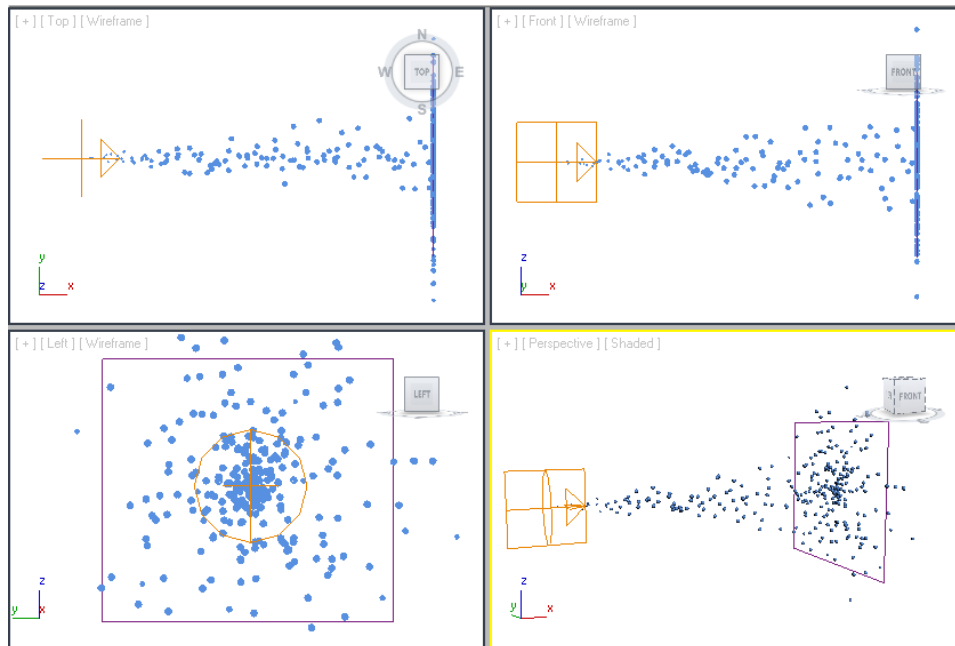 [ + ] [ Top ] [ Wireframe ]
N
W TOP E
S
y
z x
[ + ] [ Front ] [ Wireframe ]
FRONT
z
y x
[ + ] [ Left ] [ Wireframe ]
LEFT
z
y x
[ + ] [ Perspective ] [ Shaded ]
FRONT
z
y x